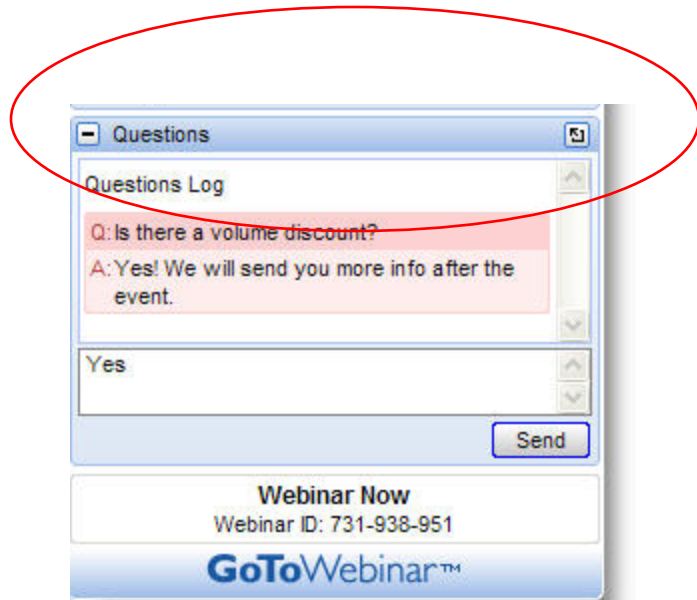 Questions
Questions Log
Q: Is there a volume discount?
A: Yes! We will send you more info after the
event.
Yes
Send
Webinar Now
Webinar ID: 731-938-951
GoToWebinar™